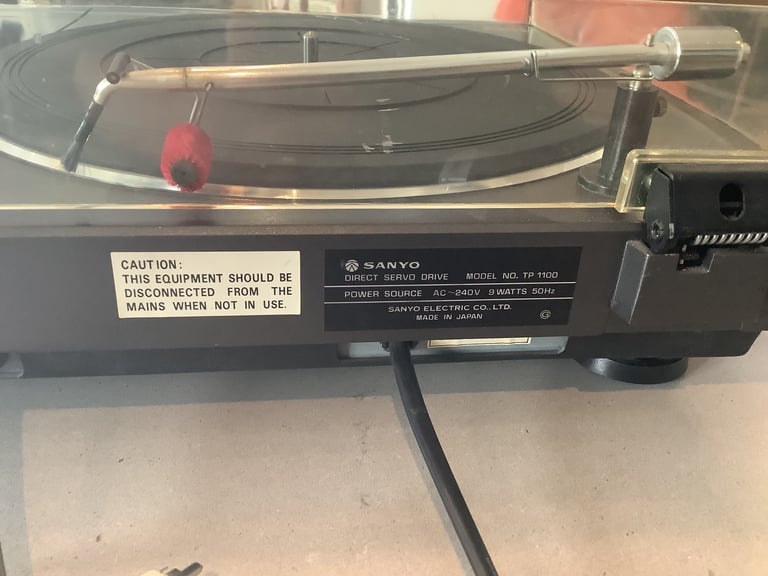 CAUTION:
THIS EQUIPMENT SHOULD BE
DISCONNECTED FROM THE
MAINS WHEN NOT IN USE.
SANYO
DIRECT SERVO DRIVE MODEL NO. TP 1100
POWER SOURCE AC~240V 9WATTS 50Hz
SANYO ELECTRIC CO., LTD.
MADE IN JAPAN G